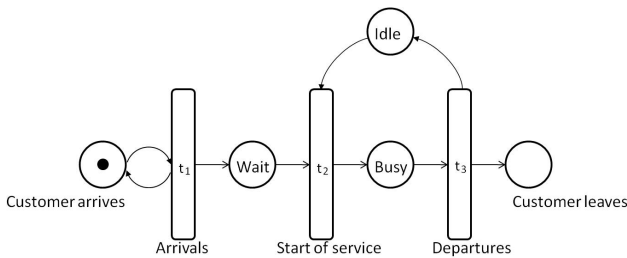 Idle
t1
Wait
t2
Busy
t3
Customer arrives
Customer leaves
Arrivals
Start of service
Departures